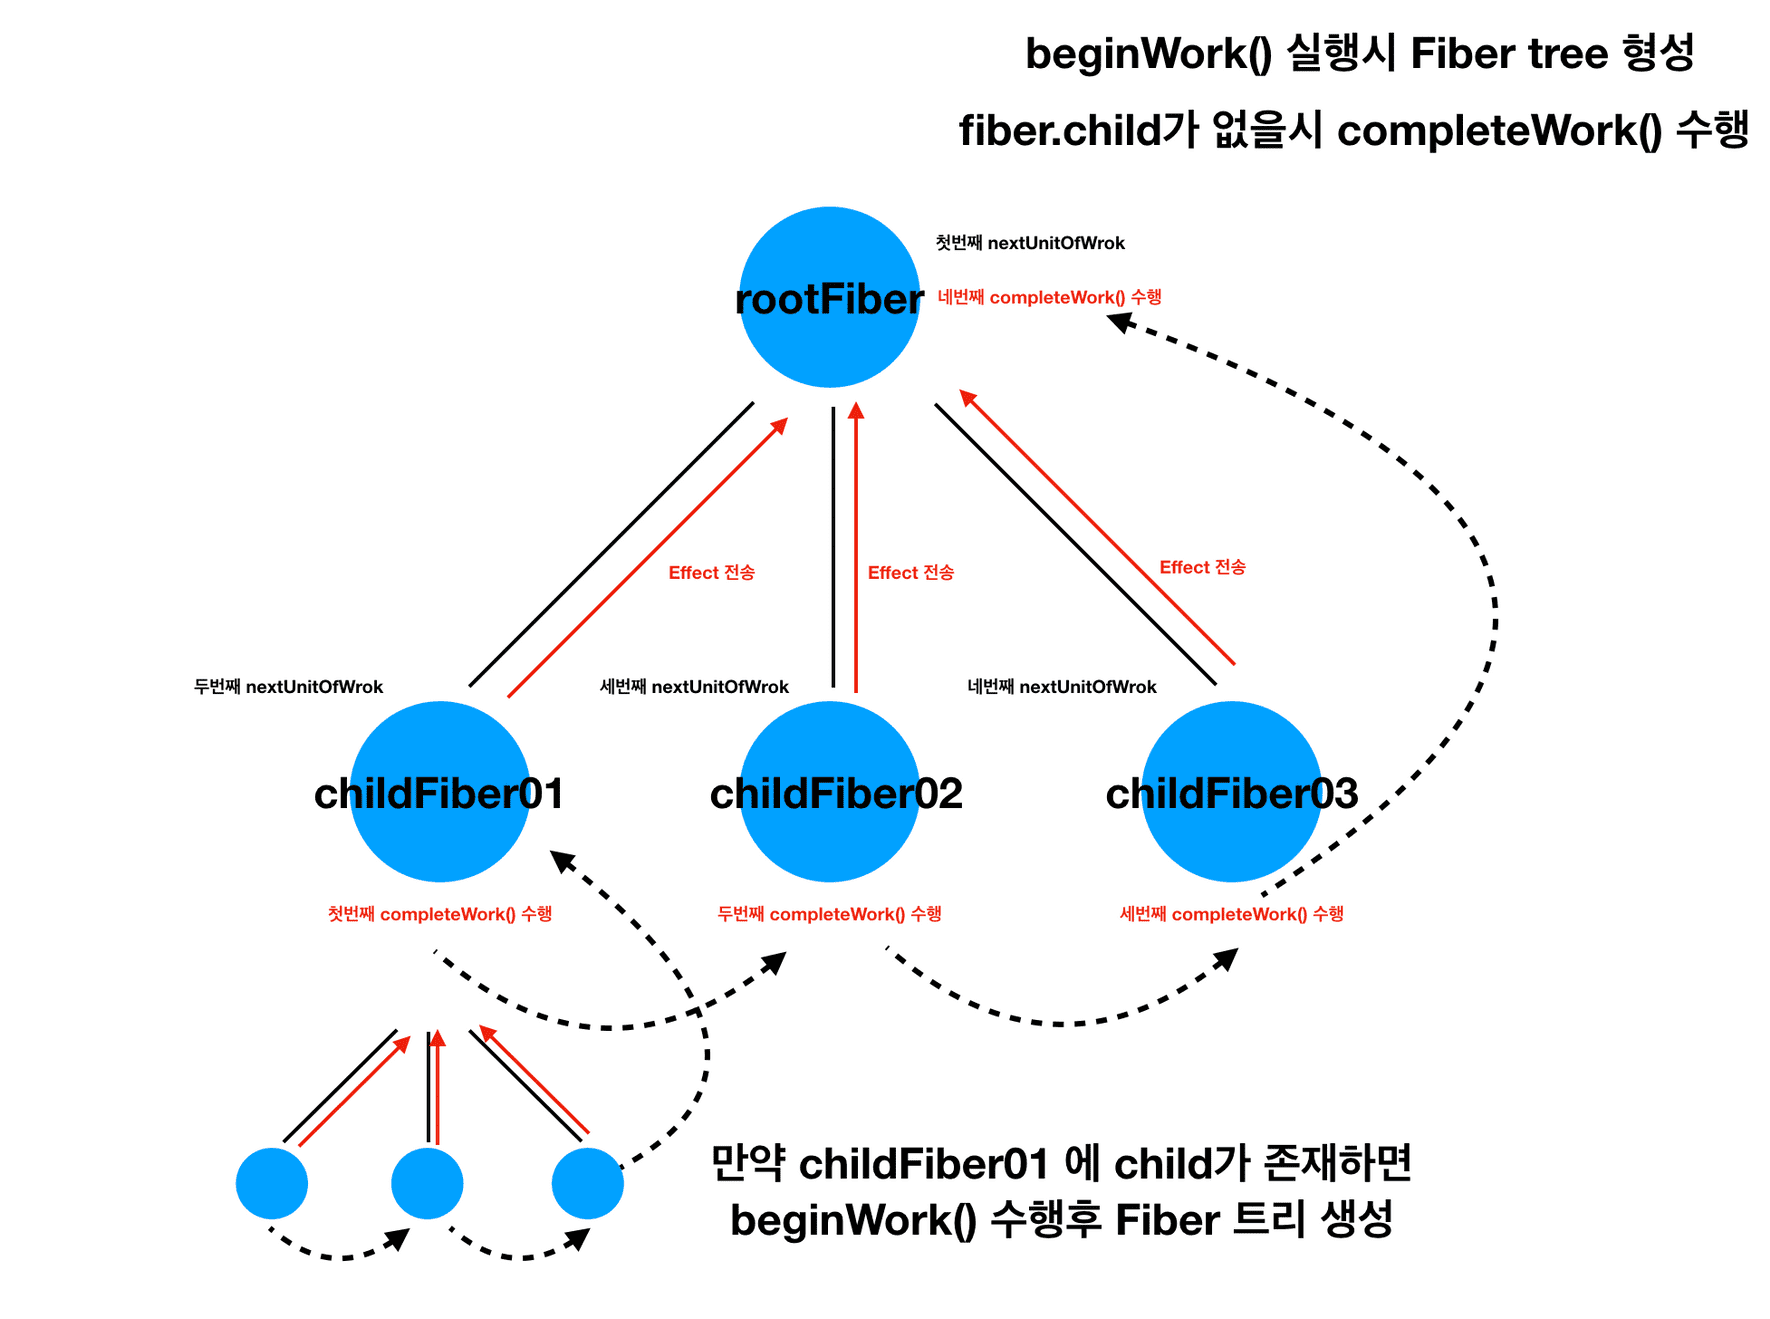 beginWork() 실행시 Fiber tree 형성
fiber.child가 없을시 completeWork() 수행
첫번째 nextUnitOfWrok
rootFiber
네번째 completeWork() 수행
Effect 전송
Effect 전송
Effect 전송
두번째 nextUnitOfWrok
세번째 nextUnitOfWrok
네번째 nextUnitOfWrok
childFiber01
childFiber02
childFiber03
첫번째 completeWork() 수행
두번째 completeWork() 수행
세번째 completeWork() 수행
만약 childFiber01 에 child가 존재하면
beginWork() 수행후 Fiber 트리 생성